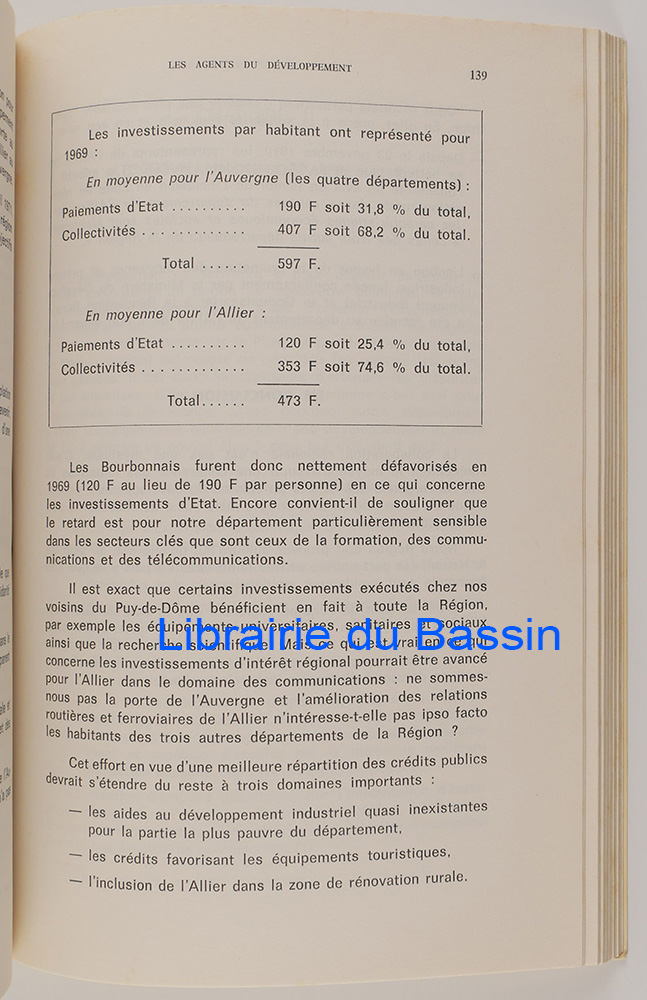 LES AGENTS DU DÉVELOPPEMENT
139
Les investissements par habitant ont représenté pour
1969 :
En moyenne pour l'Auvergne (les quatre départements) :
Paiements d'Etat .......... 190 F soit 31,8 % du total,
Collectivités ............. 407 F soit 68,2 % du total.
Total ...... 597 F.
En moyenne pour l'Allier :
Paiements d'Etat .......... 120 F soit 25,4 % du total,
Collectivités ............. 353 F soit 74,6 % du total.
Total...... 473 F.
Les Bourbonnais furent donc nettement défavorisés en
1969 (120 F au lieu de 190 F par personne) en ce qui concerne
les investissements d'Etat. Encore convient-il de souligner que
le retard est pour notre département particulièrement sensible
dans les secteurs clés que sont ceux de la formation, des commu-
nications et des télécommunications.
Il est exact que certains investissements exécutés chez nos
voisins du Puy-de-Dôme bénéficient en fait à toute la Région,
par exemple les équipements universitaires, sanitaires et sociaux
ainsi que la recherche scientifique. Mais ce qui est vrai en ce qui
Librairie du Bassin
concerne les investissements d'intérêt régional pourrait être avancé
pour l'Allier dans le domaine des communications : ne sommes-
nous pas la porte de l'Auvergne et l'amélioration des relations
routières et ferroviaires de l'Allier n'intéresse-t-elle pas ipso facto
les habitants des trois autres départements de la Région ?
Cet effort en vue d'une meilleure répartition des crédits publics
devrait s'étendre du reste à trois domaines importants :
— les aides au développement industriel quasi inexistantes
pour la partie la plus pauvre du département,
— les crédits favorisant les équipements touristiques,
— l'inclusion de l'Allier dans la zone de rénovation rurale.